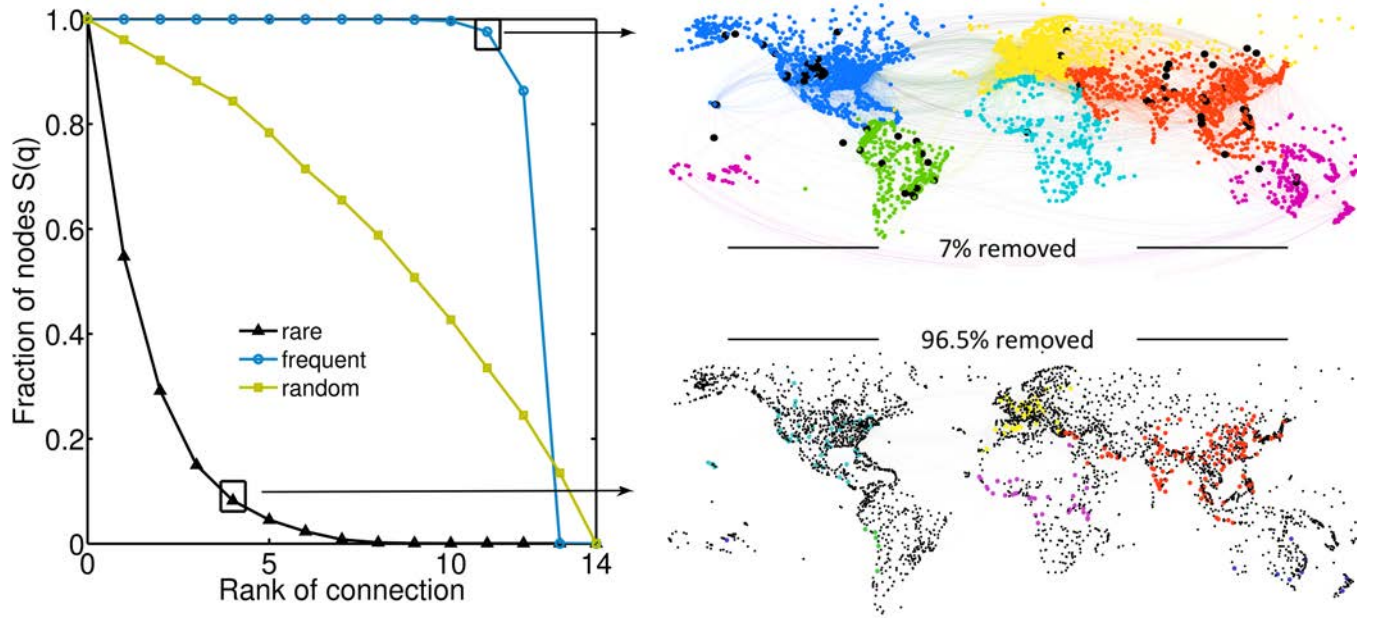 1.0
0.8
0.6
0.4
0.2
0
Fraction of nodes S(q)
rare
frequent
random
0 5 10 14
Rank of connection
7% removed
96.5% removed